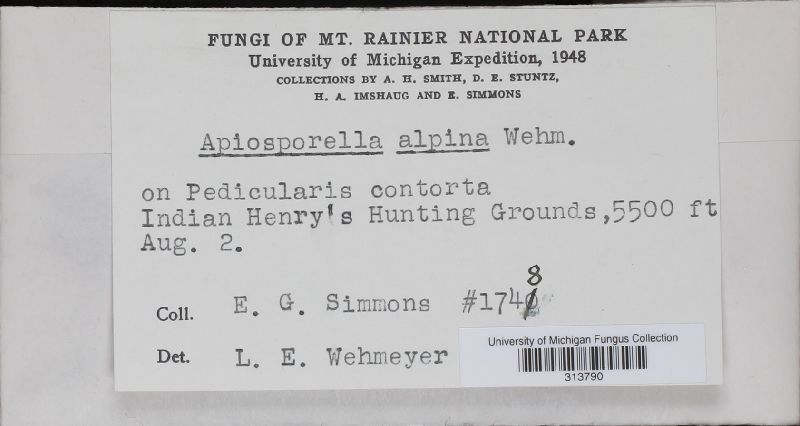 FUNGI OF MT. RAINIER NATIONAL PARK
University of Michigan Expedition, 1948
COLLECTIONS BY A. H. SMITH, D. E. STUNTZ,
H. A. IMSHAUG AND E. SIMMONS
Apiosporella alpina Wehm.
on Pedicularis contorta
Indian Henry's Hunting Grounds,5500 ft
Aug. 2.
Coll. E. G. Simmons #1748
Det. L. E. Wehmeyer
University of Michigan Fungus Collection
313790